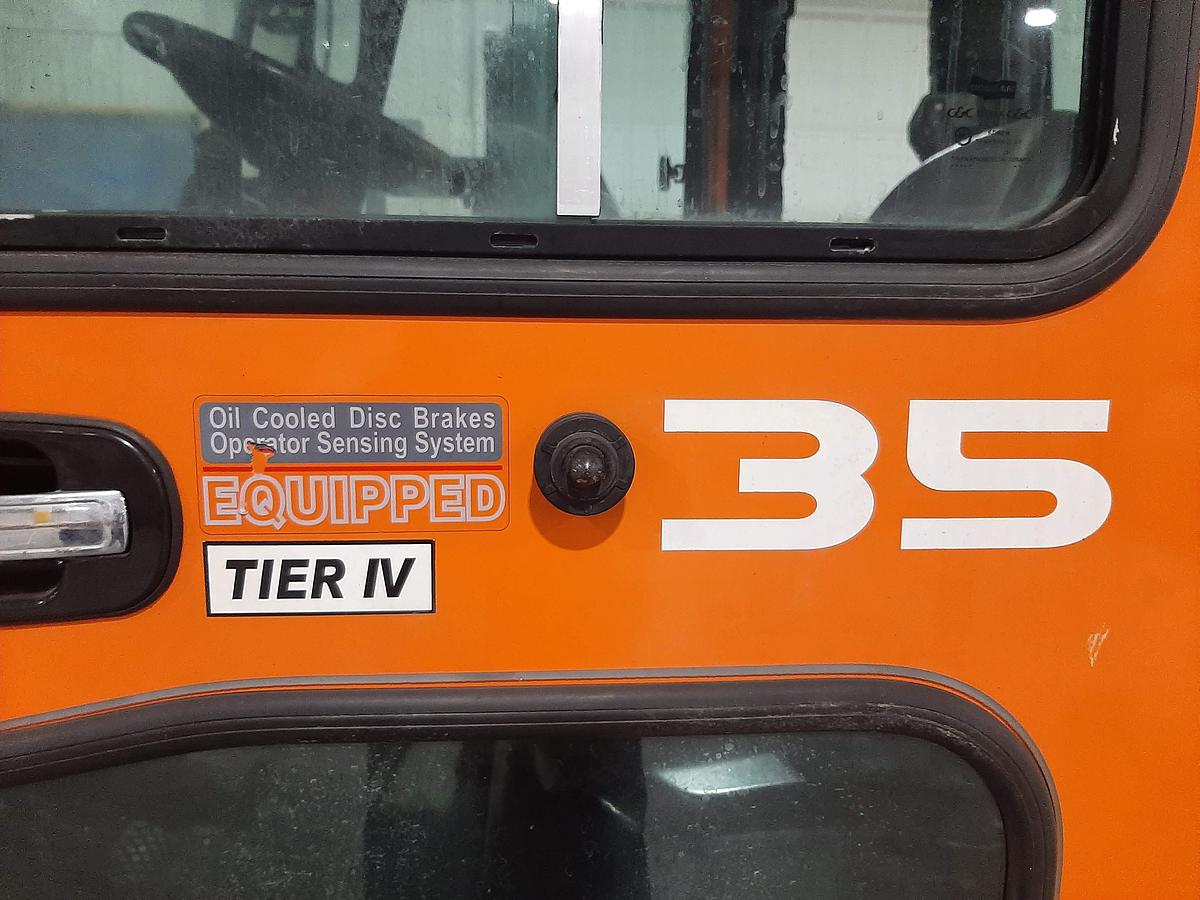 Oil Cooled Disc Brakes
Operator Sensing System
EQUIPPED
TIER IV
35